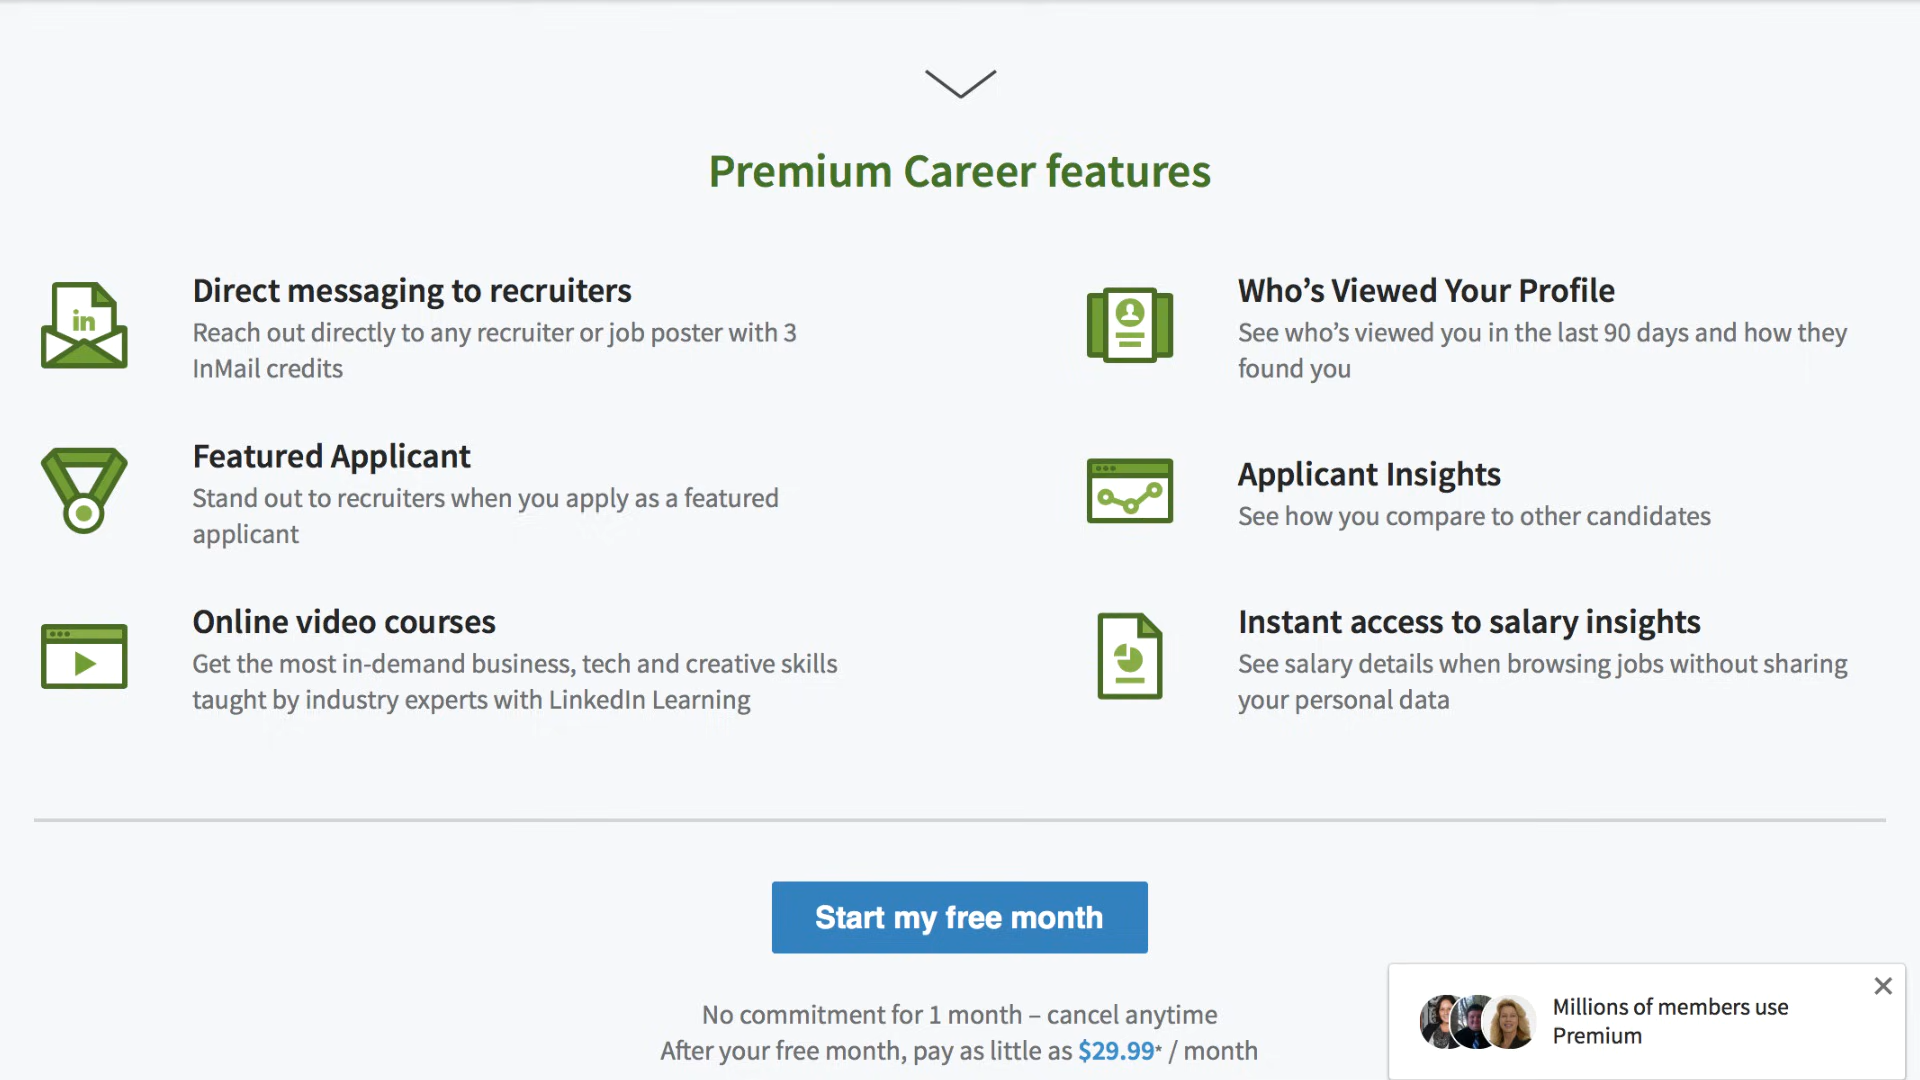 Premium Career features
in
Direct messaging to recruiters
Reach out directly to any recruiter or job poster with 3
InMail credits
Who’s Viewed Your Profile
See who’s viewed you in the last 90 days and how they
found you
Featured Applicant
Stand out to recruiters when you apply as a featured
applicant
Applicant Insights
See how you compare to other candidates
Online video courses
Get the most in-demand business, tech and creative skills
taught by industry experts with LinkedIn Learning
Instant access to salary insights
See salary details when browsing jobs without sharing
your personal data
Start my free month
No commitment for 1 month – cancel anytime
After your free month, pay as little as $29.99* / month
Millions of members use
Premium